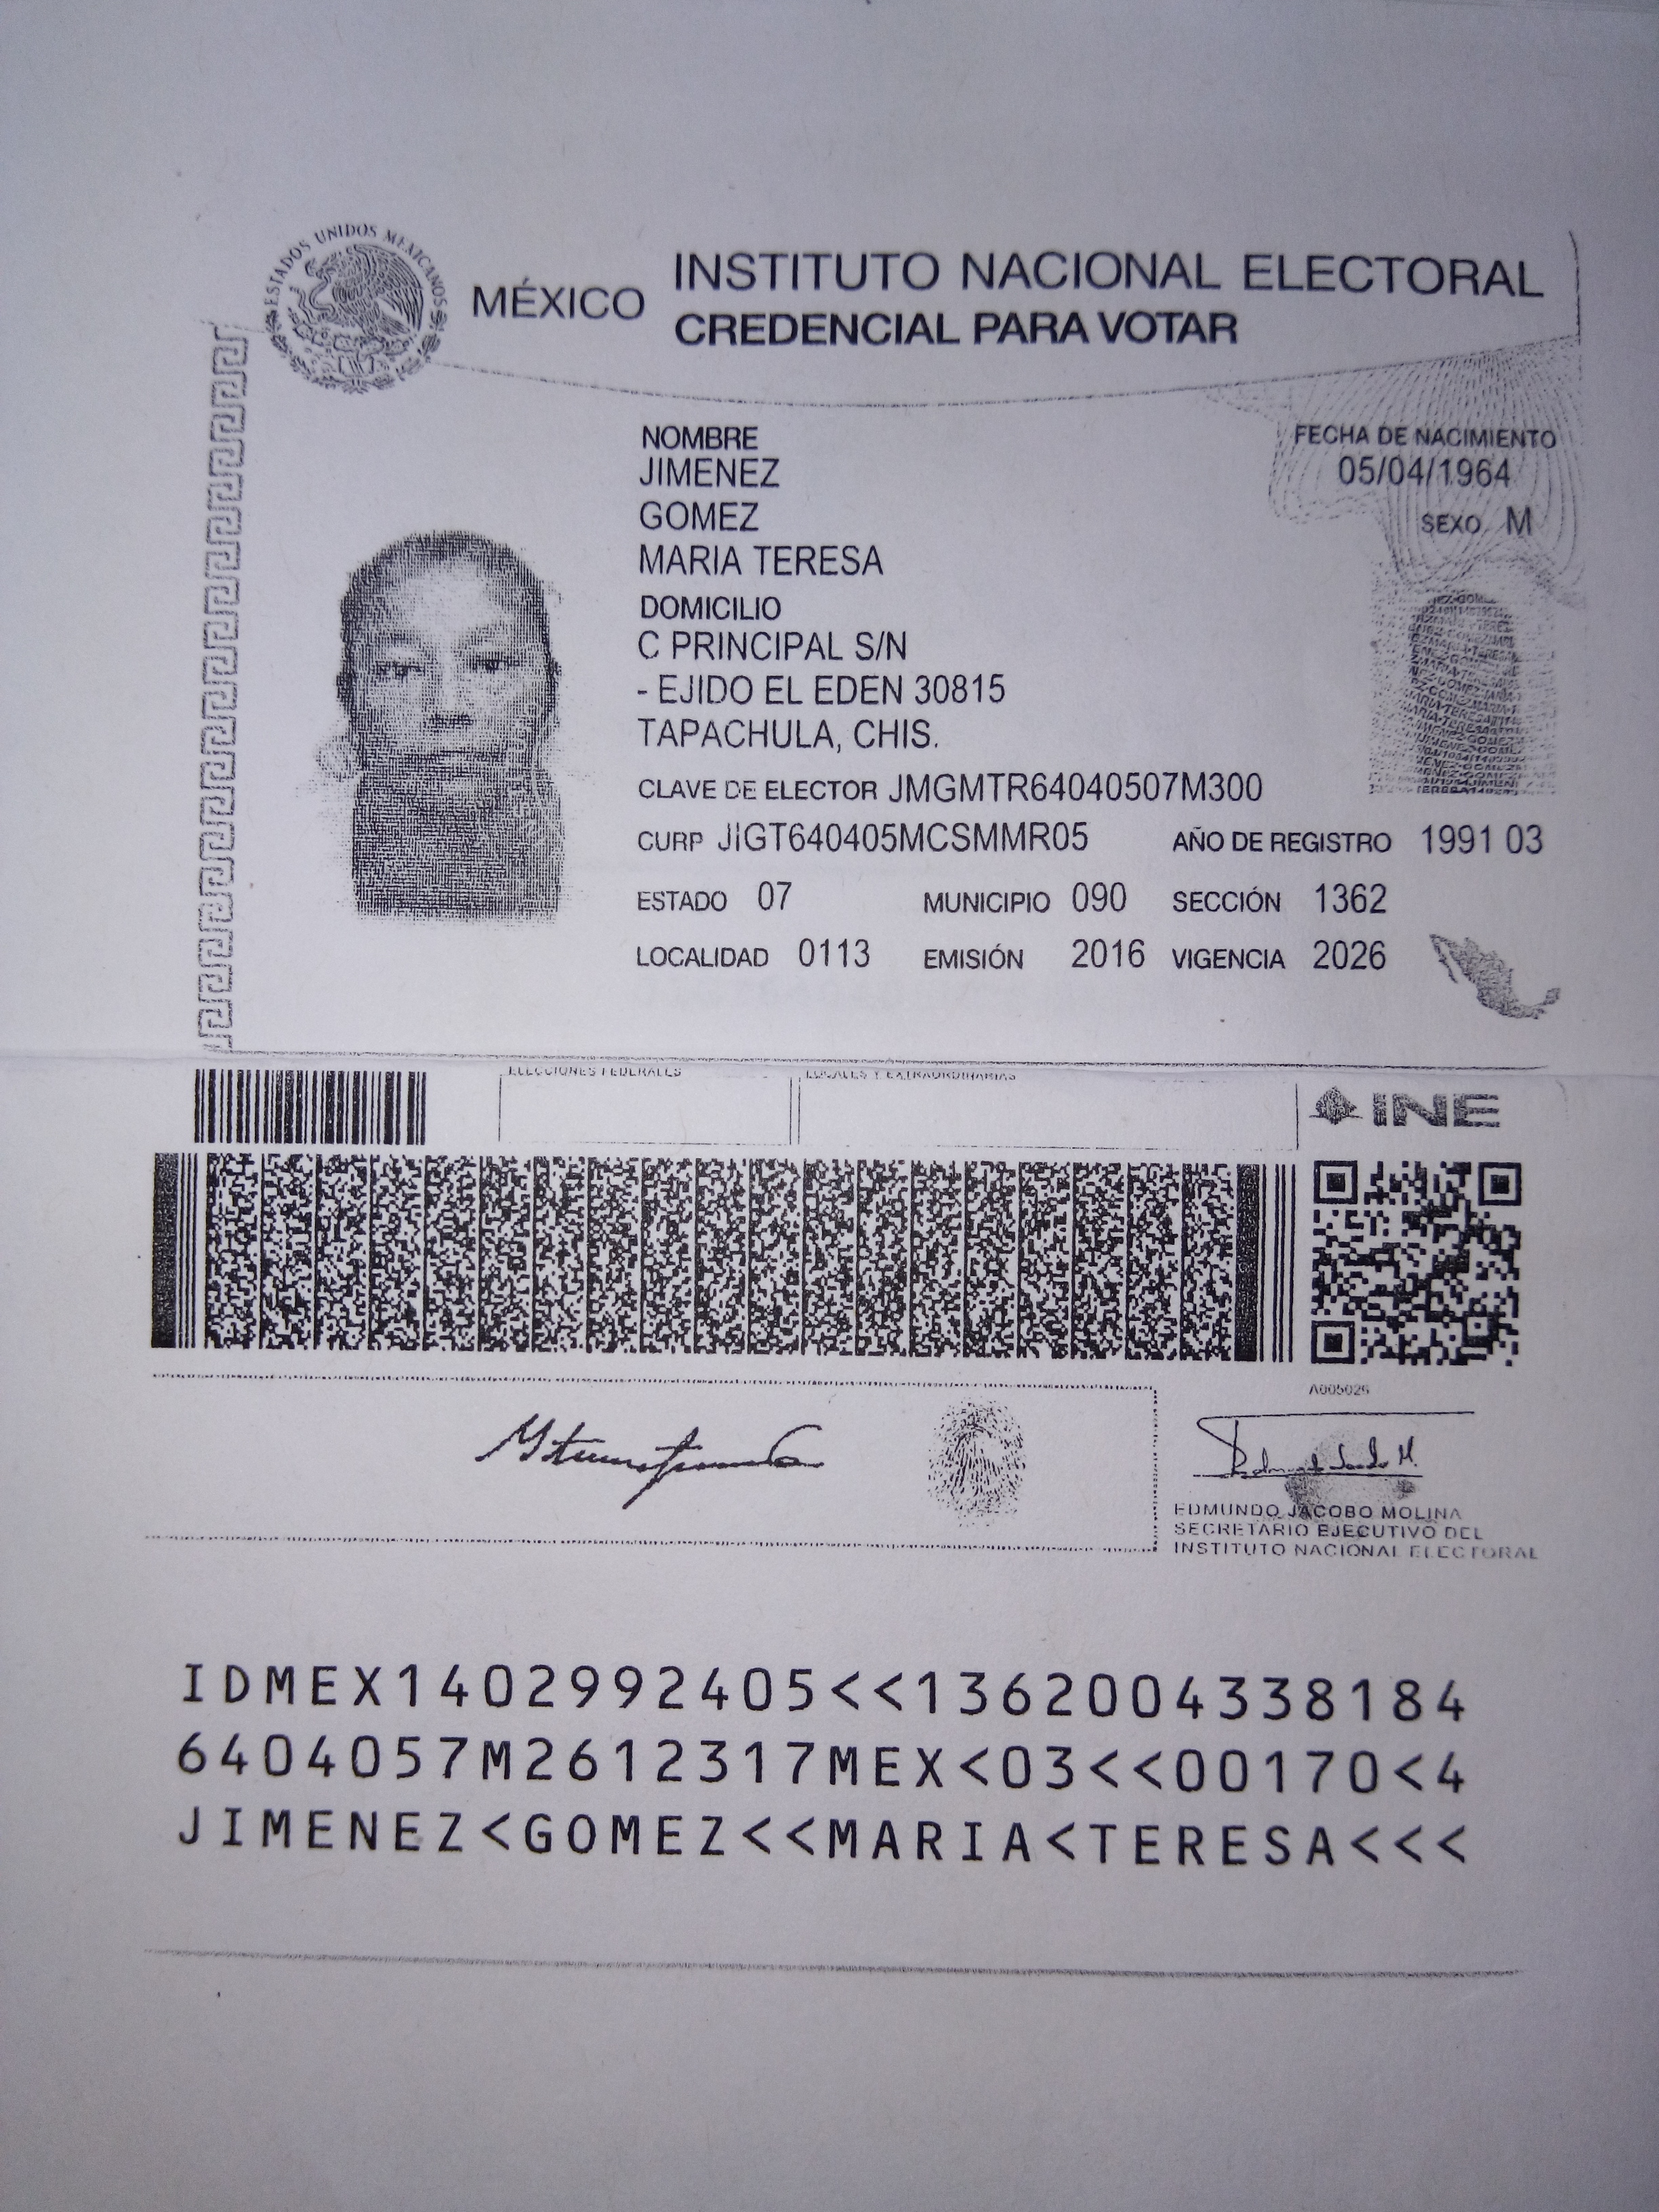 ESTADOS UNIDOS MEXICANOS
MÉXICO
INSTITUTO NACIONAL ELECTORAL
CREDENCIAL PARA VOTAR
NOMBRE
JIMENEZ
GOMEZ
MARIA TERESA
FECHA DE NACIMIENTO
05/04/1964
SEXO M
DOMICILIO
C PRINCIPAL S/N
- EJIDO EL EDEN 30815
TAPACHULA, CHIS.
CLAVE DE ELECTOR JMGMTR64040507M300
CURP JIGT640405MCSMMR05 AÑO DE REGISTRO 1991 03
ESTADO 07 MUNICIPIO 090 SECCIÓN 1362
LOCALIDAD 0113 EMISIÓN 2016 VIGENCIA 2026
ELECCIONES FEDERALES LOCALES Y EXTRAORDINARIAS
INE
EDMUNDO JACOBO MOLINA
SECRETARIO EJECUTIVO DEL
INSTITUTO NACIONAL ELECTORAL
IDMEX1402992405<<1362004338184
6404057M2612317MEX<03<<00170<4
JIMENEZ<GOMEZ<<MARIA<TERESA<<<